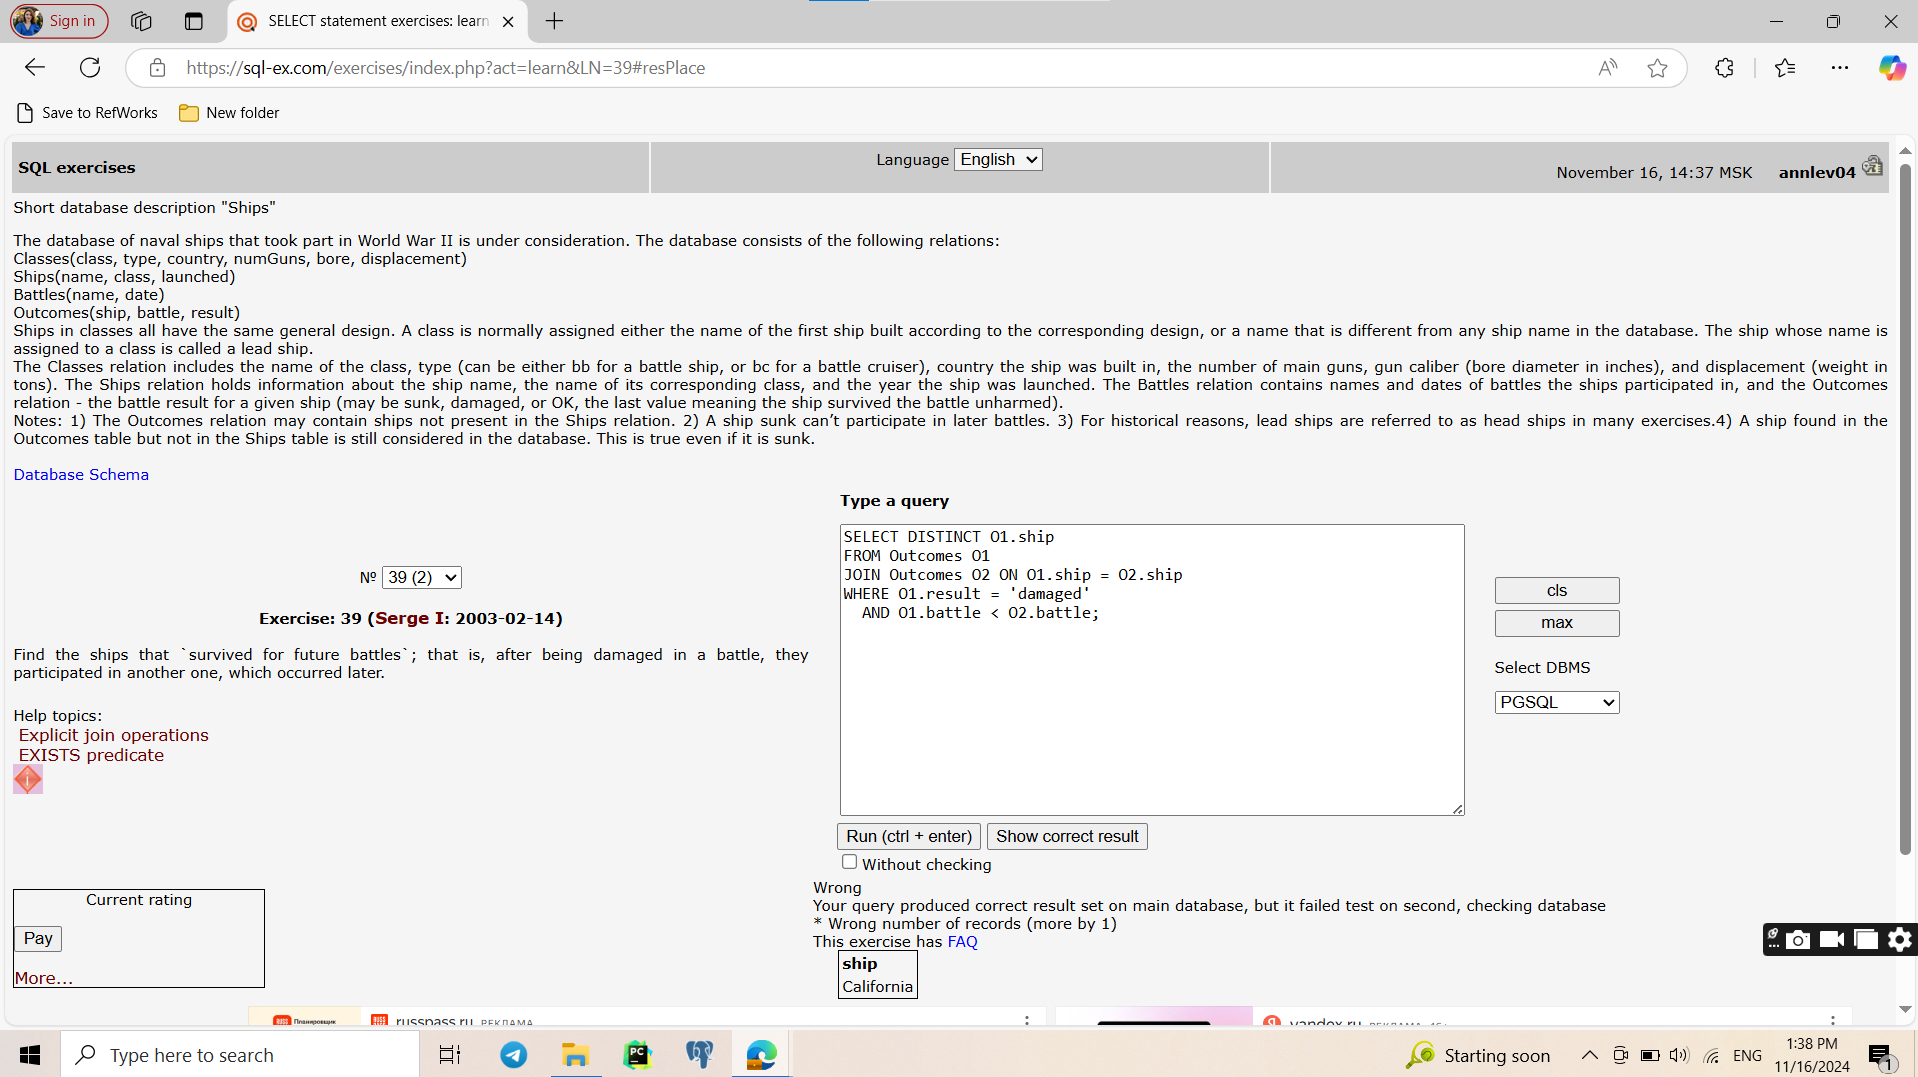 Sign in
SELECT statement exercises: learn
https://sql-ex.com/exercises/index.php?act=learn&LN=39#resPlace
Save to RefWorks
New folder
SQL exercises
Language English
November 16, 14:37 MSK annlev04
Short database description "Ships"
The database of naval ships that took part in World War II is under consideration. The database consists of the following relations:
Classes(class, type, country, numGuns, bore, displacement)
Ships(name, class, launched)
Battles(name, date)
Outcomes(ship, battle, result)
Ships in classes all have the same general design. A class is normally assigned either the name of the first ship built according to the corresponding design, or a name that is different from any ship name in the database. The ship whose name is
assigned to a class is called a lead ship.
The Classes relation includes the name of the class, type (can be either bb for a battle ship, or bc for a battle cruiser), country the ship was built in, the number of main guns, gun caliber (bore diameter in inches), and displacement (weight in
tons). The Ships relation holds information about the ship name, the name of its corresponding class, and the year the ship was launched. The Battles relation contains names and dates of battles the ships participated in, and the Outcomes
relation - the battle result for a given ship (may be sunk, damaged, or OK, the last value meaning the ship survived the battle unharmed).
Notes: 1) The Outcomes relation may contain ships not present in the Ships relation. 2) A ship sunk can't participate in later battles. 3) For historical reasons, lead ships are referred to as head ships in many exercises.4) A ship found in the
Outcomes table but not in the Ships table is still considered in the database. This is true even if it is sunk.
Database Schema
Type a query
SELECT DISTINCT O1.ship
FROM Outcomes O1
JOIN Outcomes O2 ON O1.ship = O2.ship
WHERE O1.result = 'damaged'
AND O1.battle < O2.battle;
№ 39 (2)
Exercise: 39 (Serge I: 2003-02-14)
Find the ships that `survived for future battles`; that is, after being damaged in a battle, they
participated in another one, which occurred later.
Help topics:
Explicit join operations
EXISTS predicate
cls
max
Select DBMS
PGSQL
Run (ctrl + enter)
Show correct result
Without checking
Wrong
Your query produced correct result set on main database, but it failed test on second, checking database
* Wrong number of records (more by 1)
This exercise has FAQ
ship
California
Current rating
Pay
More...
Планировщик
russpass.ru РЕКЛАМА
yandex.ru РЕКЛАМА
Type here to search
Starting soon
ENG
1:38 PM
11/16/2024
1